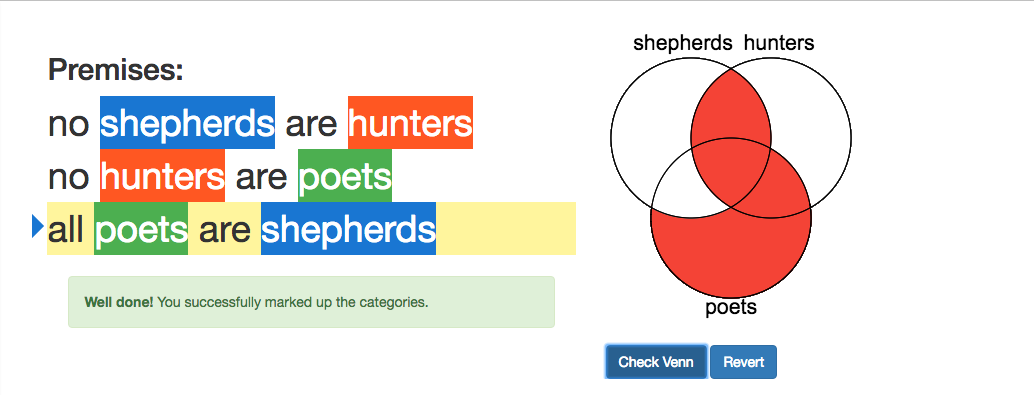 Premises:
no shepherds are hunters
no hunters are poets
all poets are shepherds
Well done! You successfully marked up the categories.
shepherds hunters
poets
Check Venn Revert